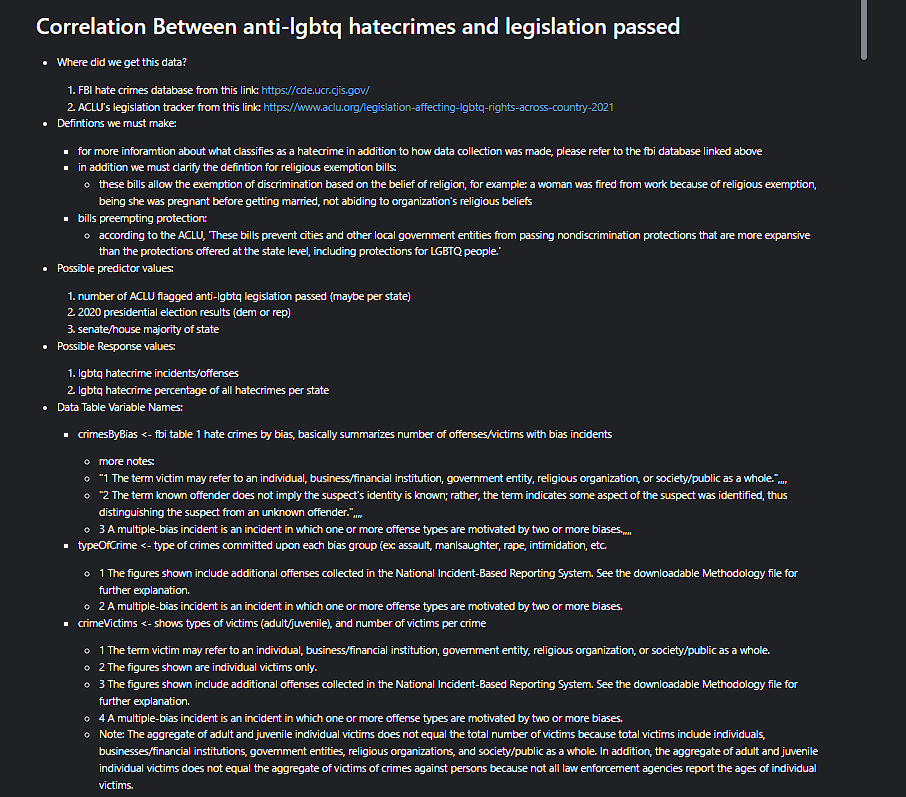 Correlation Between anti-lgbtq hatecrimes and legislation passed
• Where did we get this data?
1. FBI hate crimes database from this link: https://cde.ucr.cjis.gov/
2. ACLU's legislation tracker from this link: https://www.aclu.org/legislation-affecting-lgbtq-rights-across-country-2021
• Defintions we must make:
▪ for more inforamtion about what classifies as a hatecrime in addition to how data collection was made, please refer to the fbi database linked above
▪ in addition we must clarify the defintion for religious exemption bills:
◦ these bills allow the exemption of discrimination based on the belief of religion, for example: a woman was fired from work because of religious exemption,
being she was pregnant before getting married, not abiding to organization's religious beliefs
▪ bills preempting protection:
◦ according to the ACLU, 'These bills prevent cities and other local government entities from passing nondiscrimination protections that are more expansive
than the protections offered at the state level, including protections for LGBTQ people.'
• Possible predictor values:
1. number of ACLU flagged anti-lgbtq legislation passed (maybe per state)
2. 2020 presidential election results (dem or rep)
3. senate/house majority of state
• Possible Response values:
1. lgbtq hatecrime incidents/offenses
2. lgbtq hatecrime percentage of all hatecrimes per state
• Data Table Variable Names:
▪ crimesByBias <- fbi table 1 hate crimes by bias, basically summarizes number of offenses/victims with bias incidents
◦ more notes:
◦ "1 The term victim may refer to an individual, business/financial institution, government entity, religious organization, or society/public as a whole.",,,,
◦ "2 The term known offender does not imply the suspect's identity is known; rather, the term indicates some aspect of the suspect was identified, thus
distinguishing the suspect from an unknown offender.",,,,
◦ 3 A multiple-bias incident is an incident in which one or more offense types are motivated by two or more biases.,,,,
▪ typeOfCrime <- type of crimes committed upon each bias group (ex: assault, manlsaughter, rape, intimidation, etc.
◦ 1 The figures shown include additional offenses collected in the National Incident-Based Reporting System. See the downloadable Methodology file for
further explanation.
◦ 2 A multiple-bias incident is an incident in which one or more offense types are motivated by two or more biases.
▪ crimeVictims <- shows types of victims (adult/juvenile), and number of victims per crime
◦ 1 The term victim may refer to an individual, business/financial institution, government entity, religious organization, or society/public as a whole.
◦ 2 The figures shown are individual victims only.
◦ 3 The figures shown include additional offenses collected in the National Incident-Based Reporting System. See the downloadable Methodology file for
further explanation.
◦ 4 A multiple-bias incident is an incident in which one or more offense types are motivated by two or more biases.
◦ Note: The aggregate of adult and juvenile individual victims does not equal the total number of victims because total victims include individuals,
businesses/financial institutions, government entities, religious organizations, and society/public as a whole. In addition, the aggregate of adult and juvenile
individual victims does not equal the aggregate of victims of crimes against persons because not all law enforcement agencies report the ages of individual
victims.